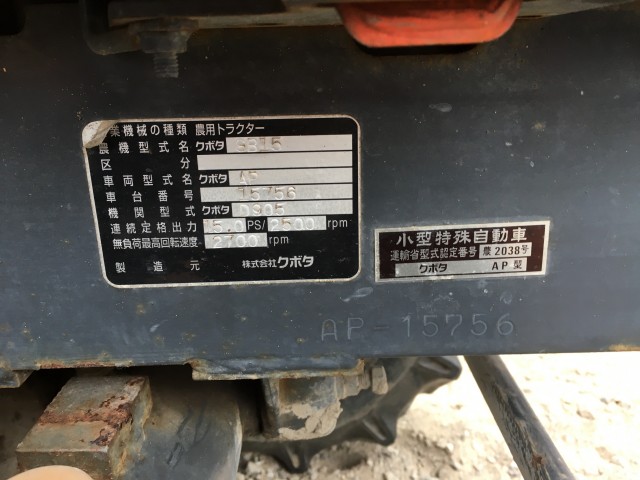 業機械の種類 農用トラクター
農機型式名 クボタ GB15
区分
車両型式名 クボタ AP
車台番号 15756
機関型式 クボタ D905
連続定格出力 15.0 PS/2500 rpm
無負荷最高回転速度 2700 rpm
製造元 株式会社クボタ
小型特殊自動車
運輸省型式認定番号 農2038号
クボタ AP型
AP-15756